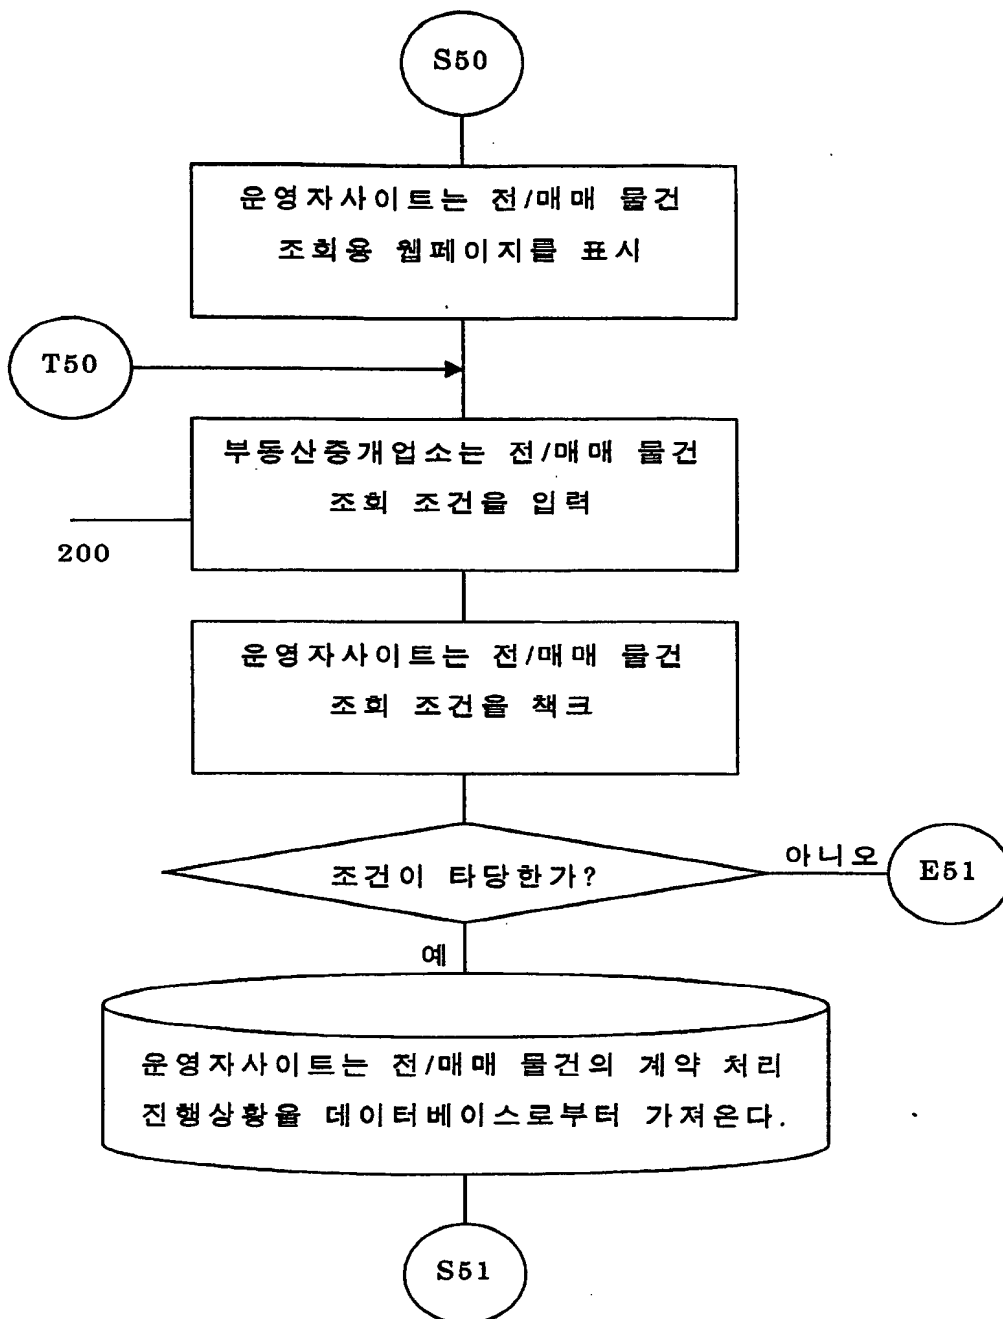 S50
운영자사이트는 전/매매 물건
조회용 웹페이지를 표시
T50
부동산중개업소는 전/매매 물건
조회 조건을 입력
200
운영자사이트는 전/매매 물건
조회 조건을 책크
조건이 타당한가?
아니오
E51
예
운영자사이트는 전/매매 물건의 계약 처리
진행상황을 데이터베이스로부터 가져온다.
S51